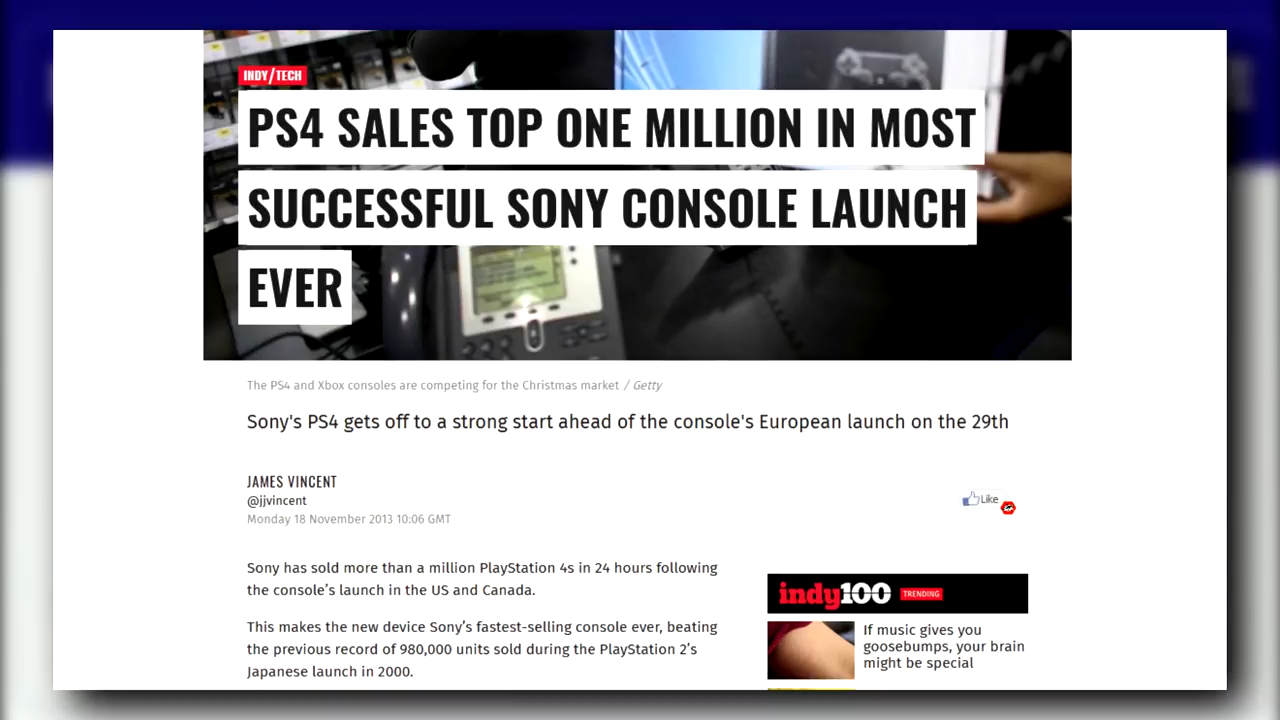 INDY/TECH
PS4 SALES TOP ONE MILLION IN MOST
SUCCESSFUL SONY CONSOLE LAUNCH
EVER
The PS4 and Xbox consoles are competing for the Christmas market / Getty
Sony's PS4 gets off to a strong start ahead of the console's European launch on the 29th
JAMES VINCENT
@jjvincent
Monday 18 November 2013 10:06 GMT
Like
Sony has sold more than a million PlayStation 4s in 24 hours following
the console’s launch in the US and Canada.
This makes the new device Sony’s fastest-selling console ever, beating
the previous record of 980,000 units sold during the PlayStation 2’s
Japanese launch in 2000.
indy100 TRENDING
If music gives you
goosebumps, your brain
might be special